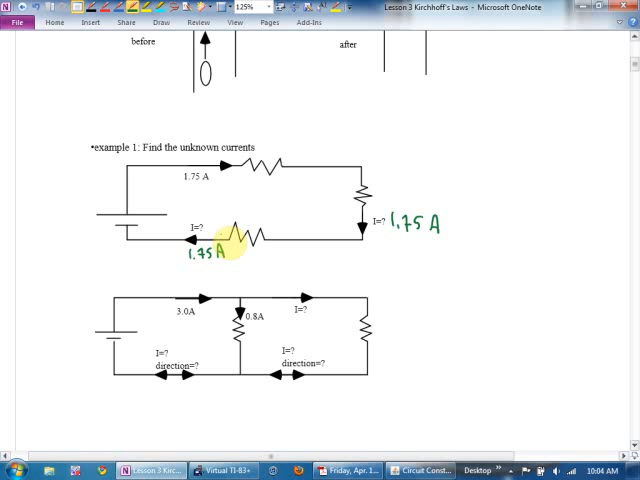 Lesson 3 Kirchhoff's Laws - Microsoft OneNote
125%
File Home Insert Share Draw Review View Pages Add-Ins
before
after
•example 1: Find the unknown currents
1.75 A
I=? 1.75 A
I=?
1.75 A
3.0A
0.8A
I=?
I=?
direction=?
I=?
direction=?
Lesson 3 Kirc... Virtual TI-83+ Friday, Apr. 1... Circuit Const... Desktop » 10:04 AM